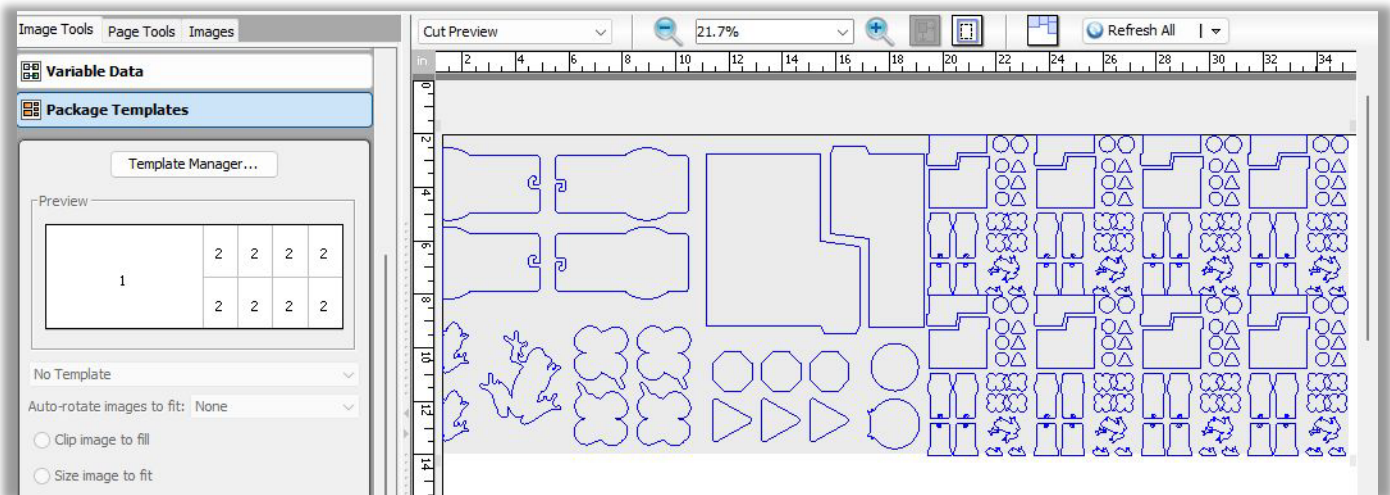 Image Tools Page Tools Images
Cut Preview 21.7% Refresh All
in 2 4 6 8 10 12 14 16 18 20 22 24 26 28 30 32 34
Variable Data
Package Templates
Template Manager...
Preview
1 2 2 2 2
2 2 2 2
No Template
Auto-rotate images to fit: None
Clip image to fill
Size image to fit
0
2
4
6
8
10
12
14